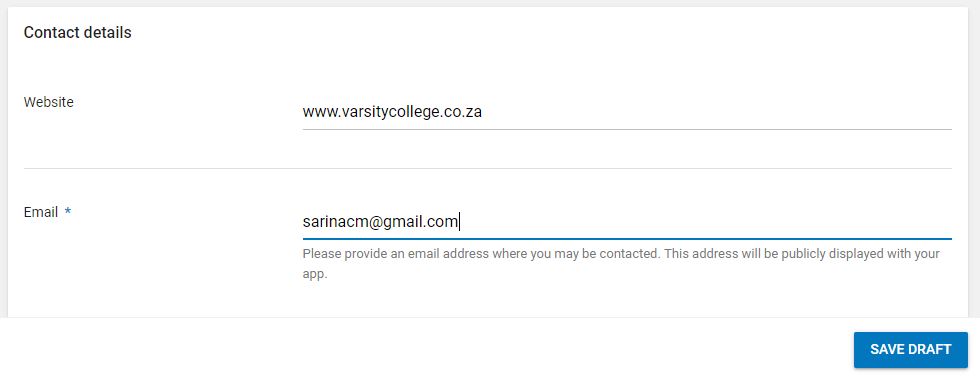 Contact details
Website
www.varsitycollege.co.za
Email *
sarinacm@gmail.com
Please provide an email address where you may be contacted. This address will be publicly displayed with your
app.
SAVE DRAFT